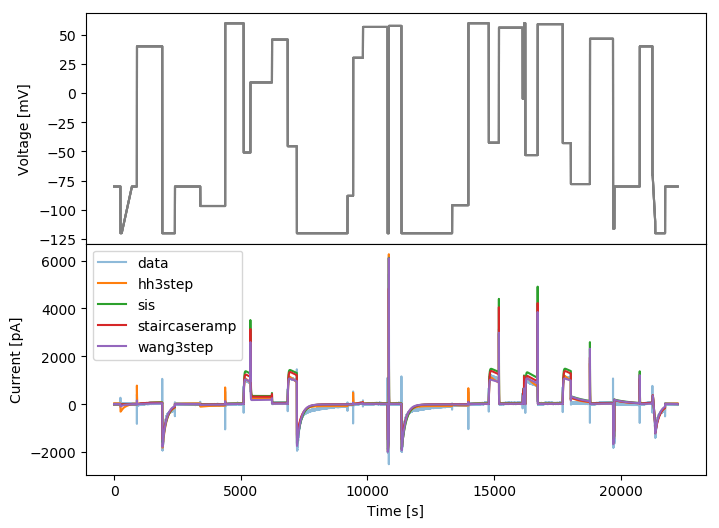 50
25
0
−25
−50
−75
−100
−125
Voltage [mV]
6000
4000
2000
0
−2000
Current [pA]
data
hh3step
sis
staircaseramp
wang3step
0 5000 10000 15000 20000
Time [s]